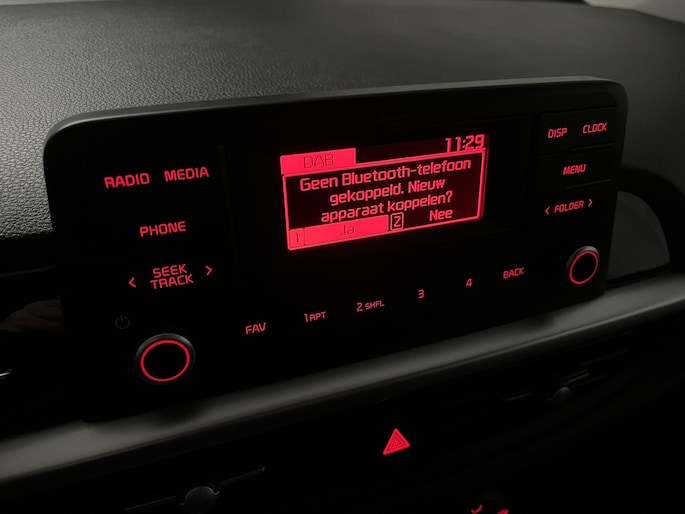 RADIO MEDIA
PHONE
< SEEK >
TRACK
DAB 11:29
Geen Bluetooth-telefoon
gekoppeld. Nieuw
apparaat koppelen?
1 Ja 2 Nee
DISP CLOCK
MENU
< FOLDER >
FAV 1 RPT 2 SHFL 3 4 BACK